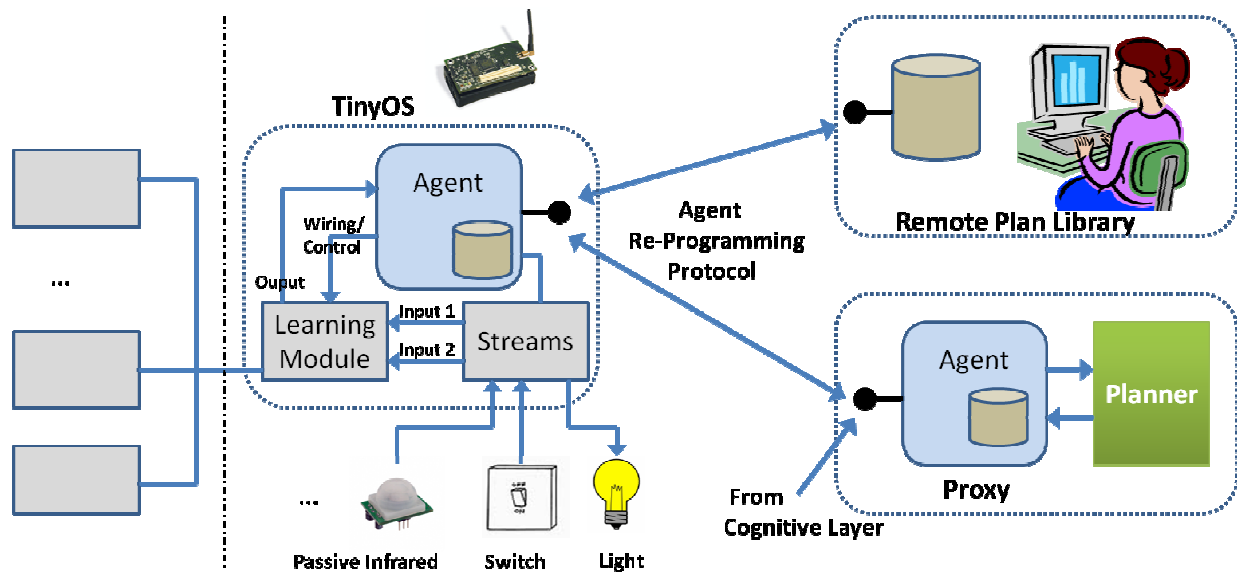 TinyOS
Agent
Wiring/
Control
Ouput
Learning
Module
Input 1
Input 2
Streams
...
...
Passive Infrared
Switch
Light
Agent
Re-Programming
Protocol
Remote Plan Library
Agent
Planner
Proxy
From
Cognitive Layer